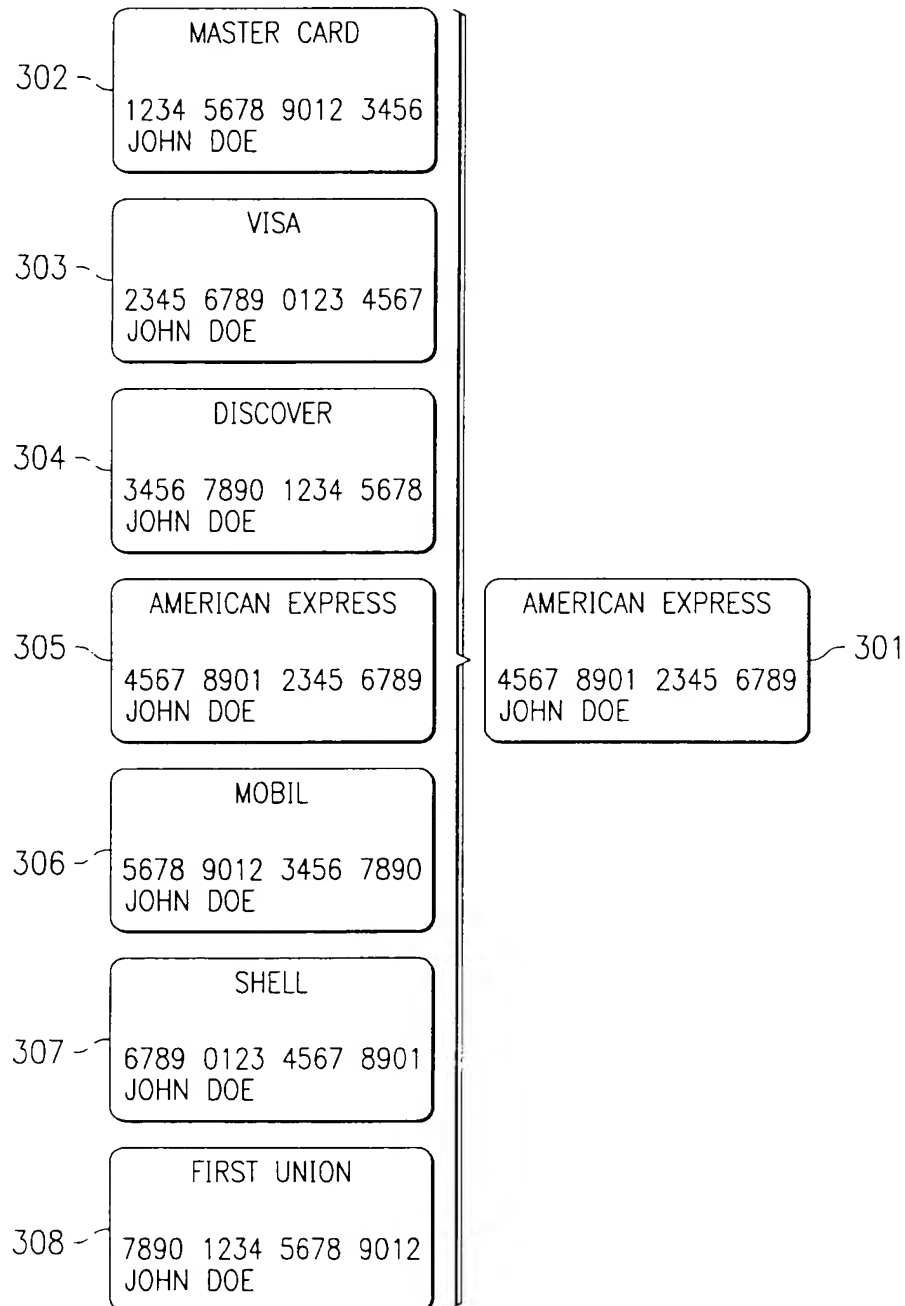 MASTER CARD
302
1234 5678 9012 3456
JOHN DOE
VISA
303
2345 6789 0123 4567
JOHN DOE
DISCOVER
304
3456 7890 1234 5678
JOHN DOE
AMERICAN EXPRESS
305
4567 8901 2345 6789
JOHN DOE
AMERICAN EXPRESS
301
4567 8901 2345 6789
JOHN DOE
MOBIL
306
5678 9012 3456 7890
JOHN DOE
SHELL
307
6789 0123 4567 8901
JOHN DOE
FIRST UNION
308
7890 1234 5678 9012
JOHN DOE